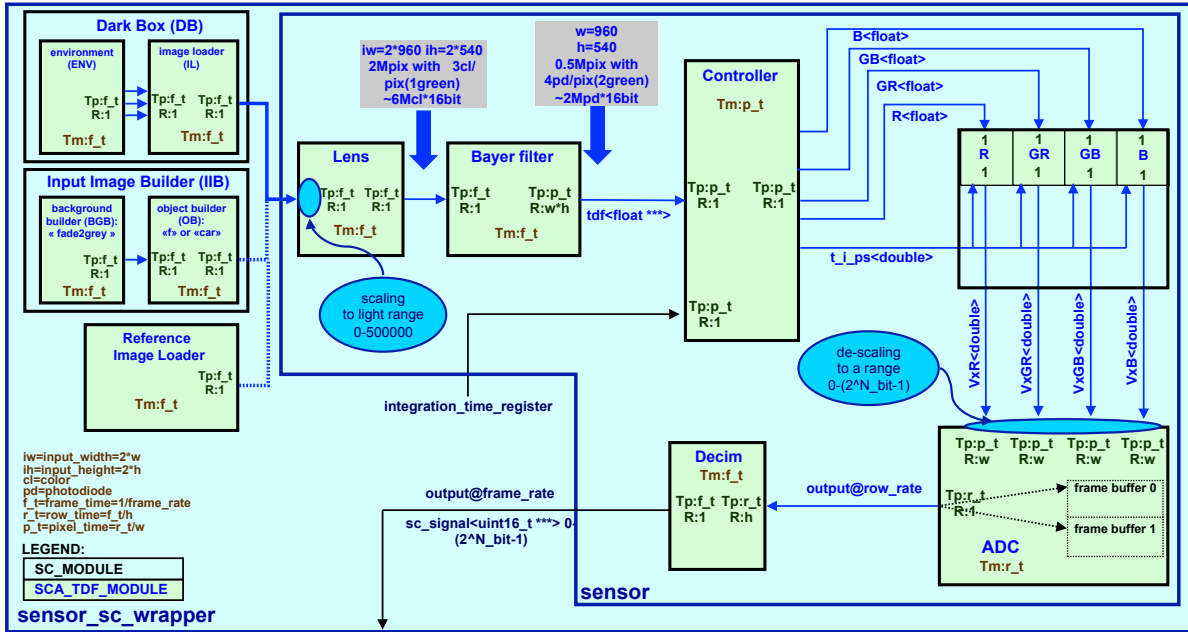 Dark Box (DB)
environment
(ENV)
Tp:f_t
R:1
image loader
(IL)
Tp:f_t Tp:f_t
R:1 R:1
Tm:f_t
Tm:f_t
Input Image Builder (IIB)
background
builder (BGB):
« fade2grey »
Tp:f_t
R:1
Tm:f_t
object builder
(OB):
«f» or «car»
Tp:f_t Tp:f_t
R:1 R:1
Tm:f_t
Reference
Image Loader
Tp:f_t
R:1
Tm:f_t
iw=input_width=2*w
ih=input_height=2*h
cl=color
pd=photodiode
f_t=frame_time=1/frame_rate
r_t=row_time=f_t/h
p_t=pixel_time=r_t/w
LEGEND:
SC_MODULE
SCA_TDF_MODULE
sensor_sc_wrapper
iw=2*960 ih=2*540
2Mpix with 3cl/
pix(1green)
~6Mcl*16bit
w=960
h=540
0.5Mpix with
4pd/pix(2green)
~2Mpd*16bit
Lens
Tp:f_t Tp:f_t
R:1 R:1
Tm:f_t
Bayer filter
Tp:f_t Tp:p_t
R:1 R:w*h
Tm:f_t
tdf<float ***>
scaling
to light range
0-500000
integration_time_register
Controller
Tm:p_t
Tp:p_t Tp:p_t
R:1 R:1
Tp:p_t
R:1
B<float>
GB<float>
GR<float>
R<float>
t_i_ps<double>
1 1 1 1
R GR GB B
1 1 1 1
VxR<double>
VxGR<double>
VxGB<double>
VxB<double>
de-scaling
to a range
0-(2^N_bit-1)
Tp:p_t Tp:p_t Tp:p_t Tp:p_t
R:w R:w R:w R:w
Tp:r_t
R:1
frame buffer 0
frame buffer 1
ADC
Tm:r_t
output@row_rate
Decim
Tm:f_t
Tp:f_t Tp:r_t
R:1 R:h
output@frame_rate
sc_signal<uint16_t ***> 0-
(2^N_bit-1)
sensor